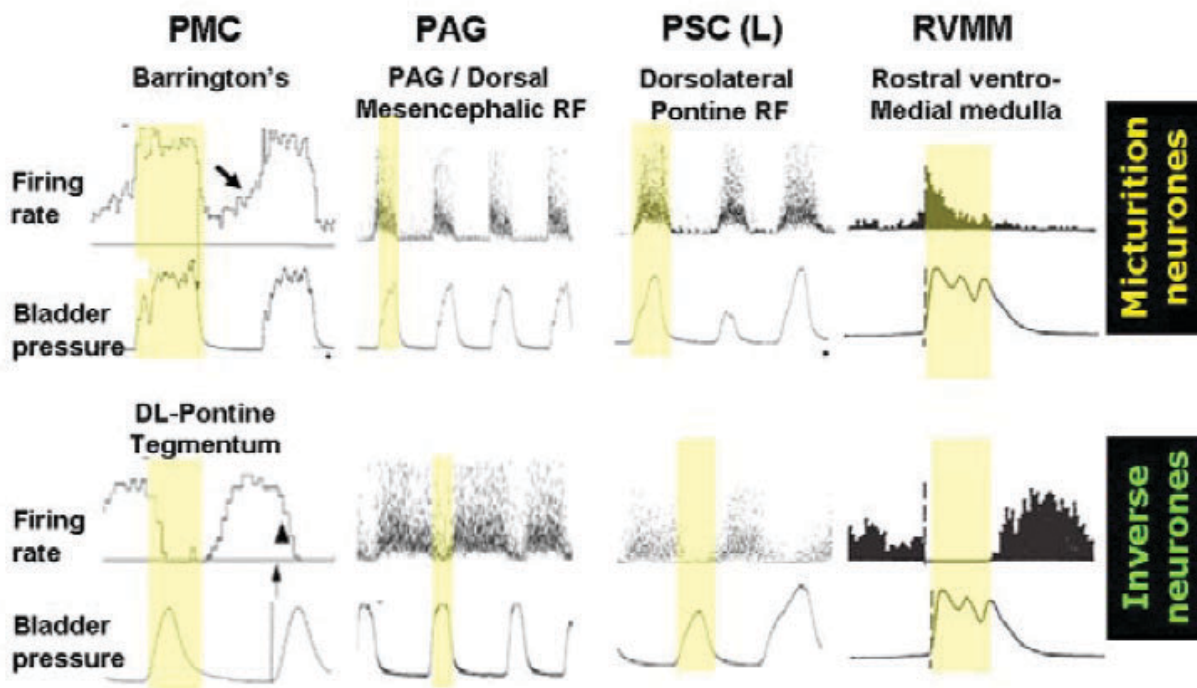 PMC
PAG
PSC (L)
RVMM
Barrington's
PAG / Dorsal
Mesencephalic RF
Dorsolateral
Pontine RF
Rostral ventro-
Medial medulla
Firing
rate
Bladder
pressure
Micturition
neurones
DL-Pontine
Tegmentum
Firing
rate
Bladder
pressure
Inverse
neurones